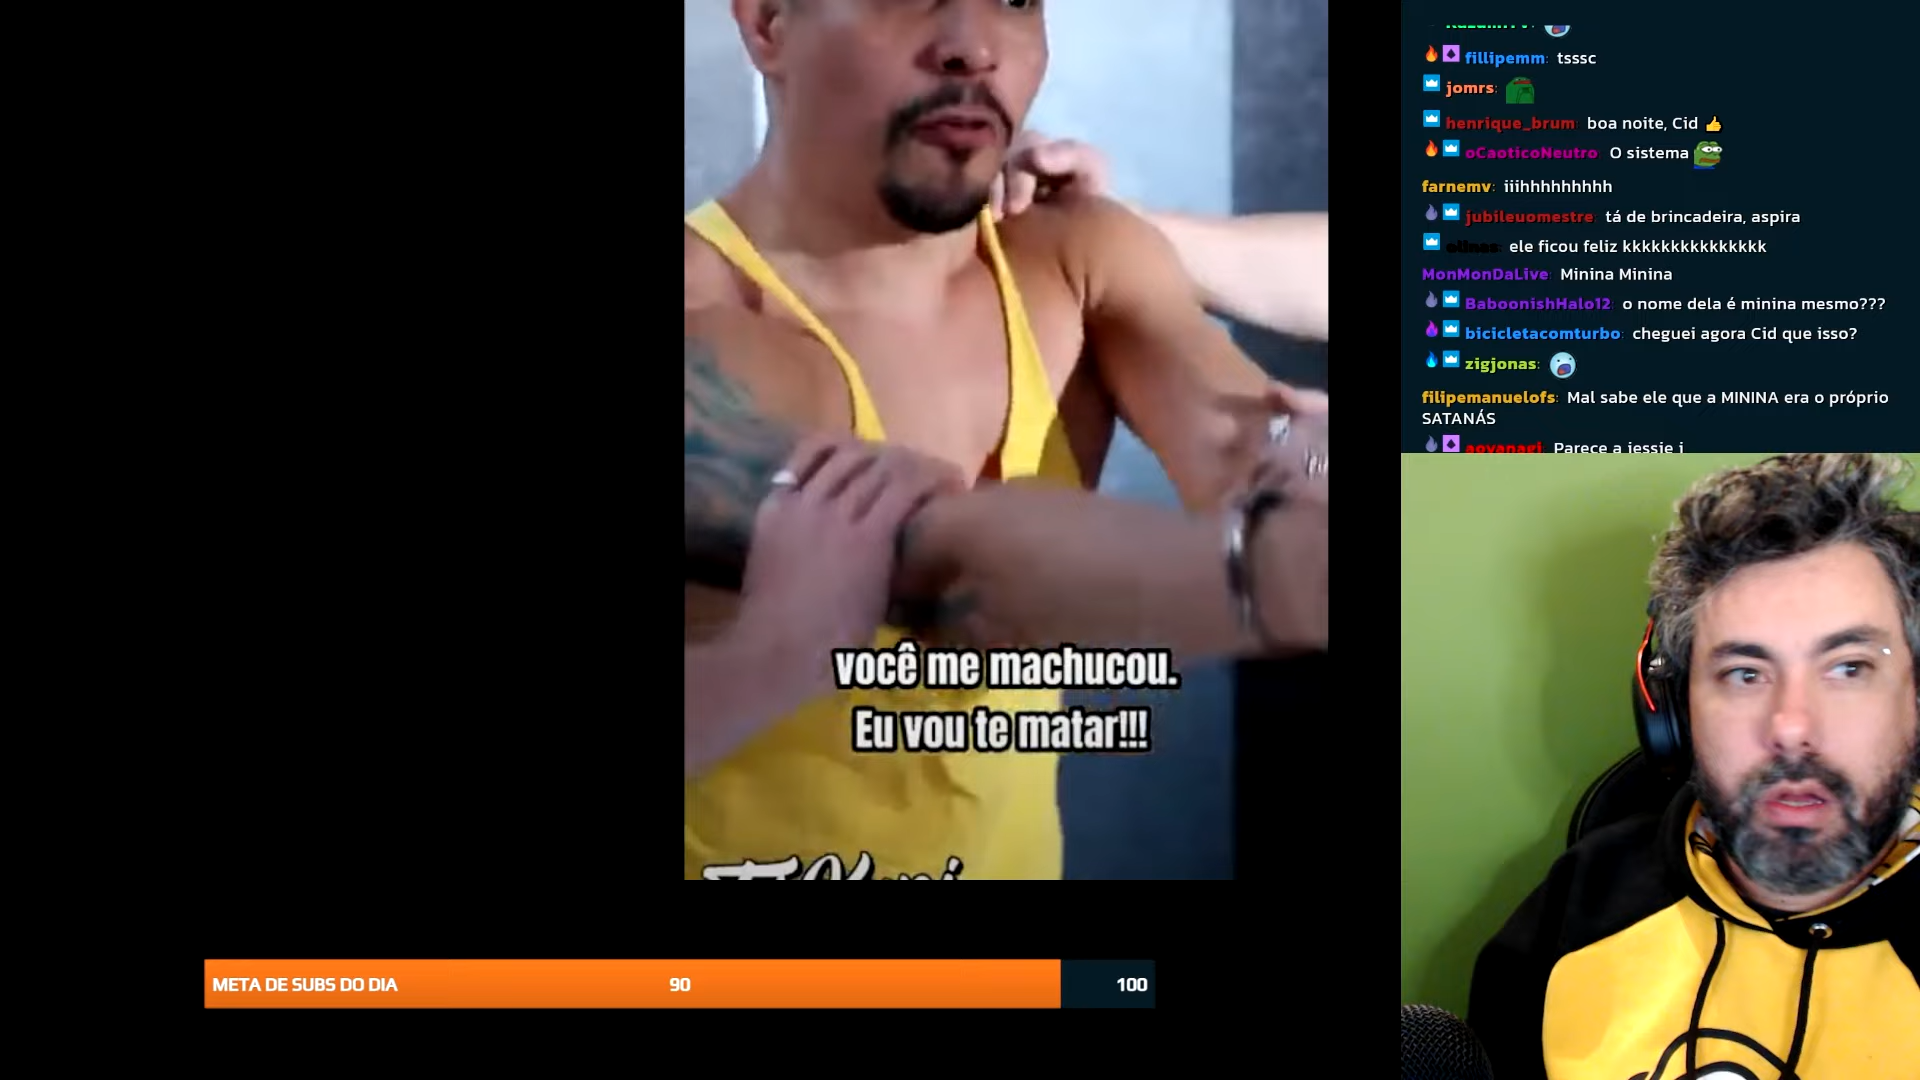 fillipemm: tsssc
jomrs:
henrique_brum: boa noite, Cid
oCaoticoNeutro: O sistema
farnemv: iiihhhhhhhhh
jubileuomestre: tá de brincadeira, aspira
ele ficou feliz kkkkkkkkkkkkkkk
MonMonDaLive: Minina Minina
BaboonishHalo12: o nome dela é minina mesmo???
bicicletacomturbo: cheguei agora Cid que isso?
zigjonas:
filipemanuelofs: Mal sabe ele que a MININA era o próprio
SATANÁS
Parece a jessie j
você me machucou.
Eu vou te matar!!!
META DE SUBS DO DIA 90 100